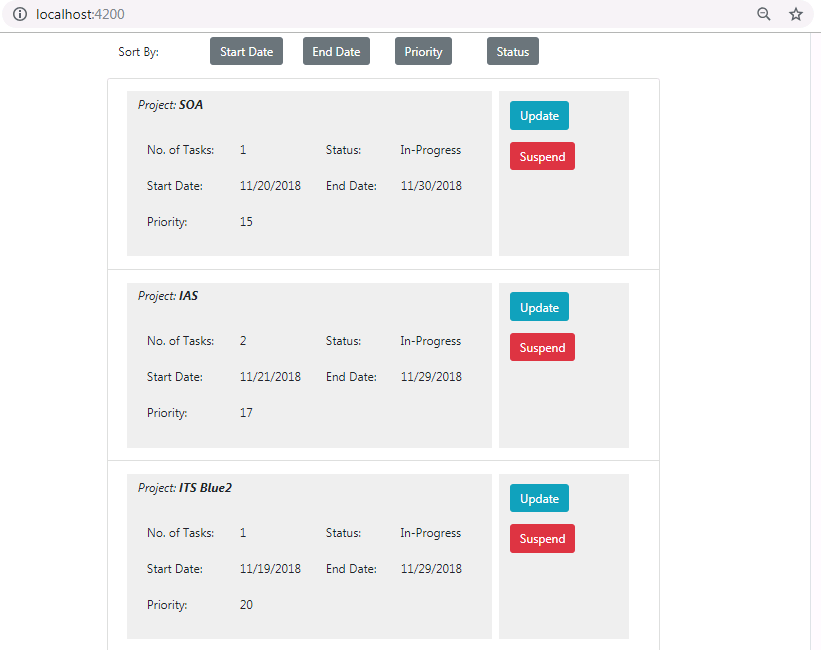 localhost:4200
Sort By: Start Date End Date Priority Status
Project: SOA
Update
No. of Tasks: 1 Status: In-Progress
Suspend
Start Date: 11/20/2018 End Date: 11/30/2018
Priority: 15
Project: IAS
Update
No. of Tasks: 2 Status: In-Progress
Suspend
Start Date: 11/21/2018 End Date: 11/29/2018
Priority: 17
Project: ITS Blue2
Update
No. of Tasks: 1 Status: In-Progress
Suspend
Start Date: 11/19/2018 End Date: 11/29/2018
Priority: 20